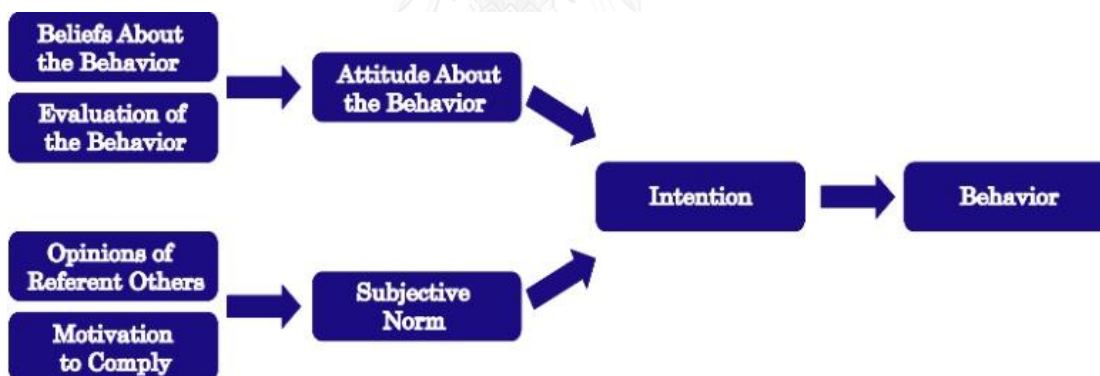 Beliefs About
the Behavior
Evaluation of
the Behavior
Attitude About
the Behavior
Opinions of
Referent Others
Motivation
to Comply
Subjective
Norm
Intention
Behavior